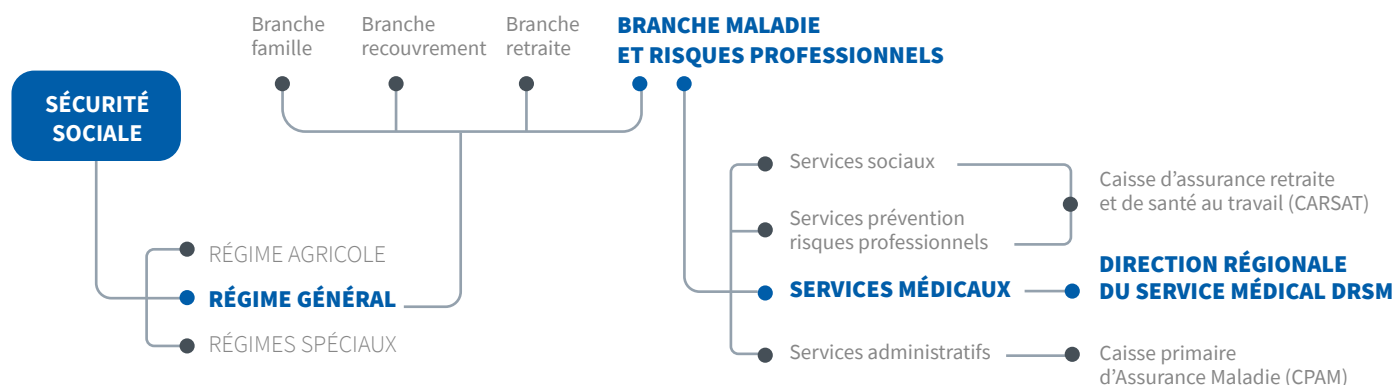 SÉCURITÉ
SOCIALE
Branche
famille
Branche
recouvrement
Branche
retraite
BRANCHE MALADIE
ET RISQUES PROFESSIONNELS
RÉGIME AGRICOLE
RÉGIME GÉNÉRAL
RÉGIMES SPÉCIAUX
Services sociaux
Services prévention
risques professionnels
SERVICES MÉDICAUX
Services administratifs
Caisse d’assurance retraite
et de santé au travail (CARSAT)
DIRECTION RÉGIONALE
DU SERVICE MÉDICAL DRSM
Caisse primaire
d’Assurance Maladie (CPAM)